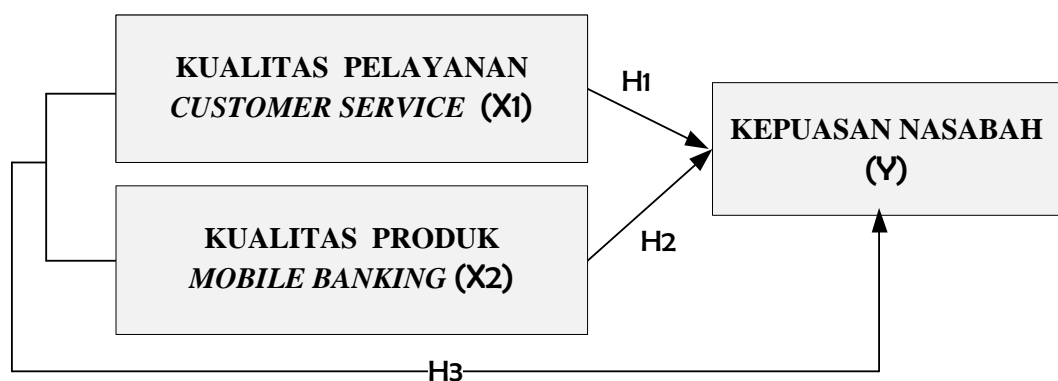 KUALITAS PELAYANAN
CUSTOMER SERVICE (X1)
H1
KEPUASAN NASABAH
(Y)
KUALITAS PRODUK
MOBILE BANKING (X2)
H2
H3